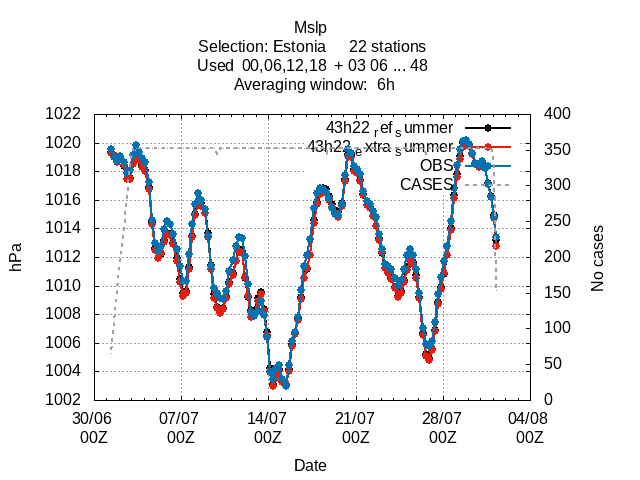 Mslp
Selection: Estonia 22 stations
Used 00,06,12,18 + 03 06 ... 48
Averaging window: 6h
43h22_ref_summer
43h22_extra_summer
OBS
CASES
hPa
1022
1020
1018
1016
1014
1012
1010
1008
1006
1004
1002
400
350
300
250
200
150
100
50
0
No cases
30/06 07/07 14/07 21/07 28/07 04/08
00Z 00Z 00Z 00Z 00Z 00Z
Date